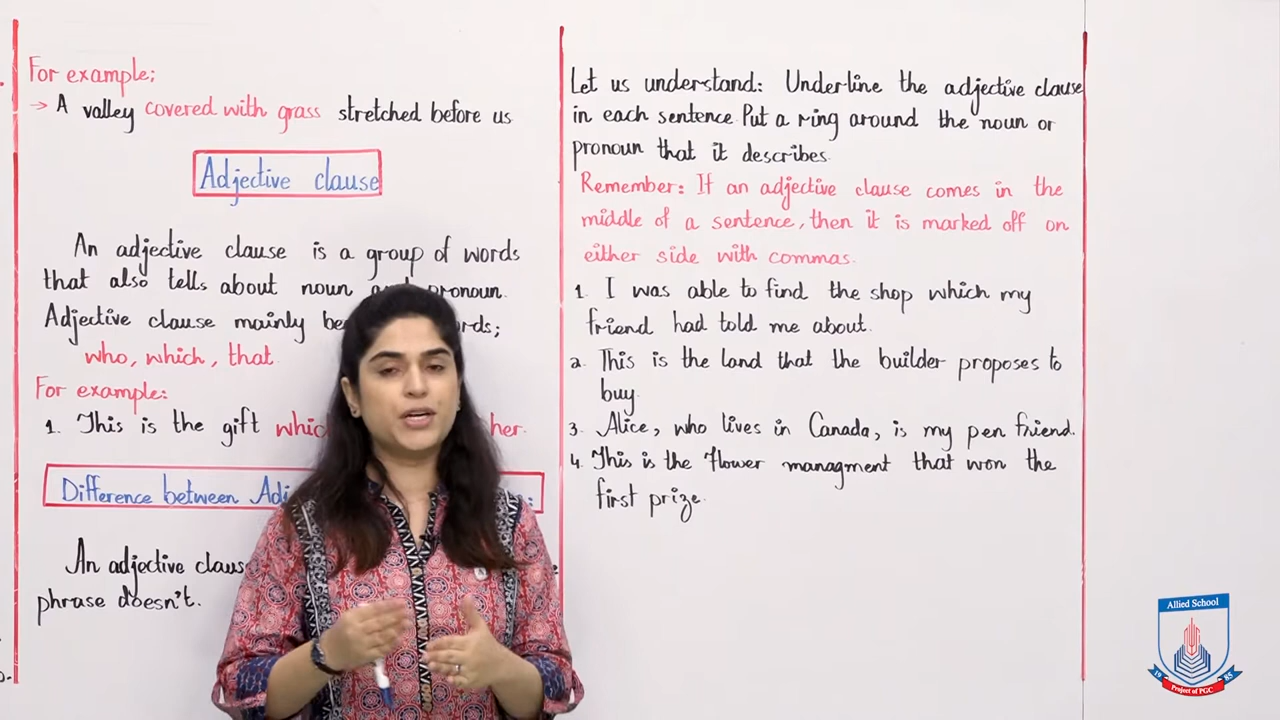 For example;
→ A valley covered with grass stretched before us
Adjective clause
An adjective clause is a group of words
that also tells about noun and pronoun.
Adjective clause mainly
who, which, that.
For example:
1. This is the gift which her.
Difference between
An adjective clause
phrase doesn't.
Let us understand: Underline the adjective clause
in each sentence. Put a ring around the noun or
pronoun that it describes.
Remember: If an adjective clause comes in the
middle of a sentence, then it is marked off on
either side with commas.
1. I was able to find the shop which my
friend had told me about.
2. This is the land that the builder proposes to
buy.
3. Alice, who lives in Canada, is my pen friend.
4. This is the flower managment that won the
first prize.
Allied School
19 85
Project of PGC